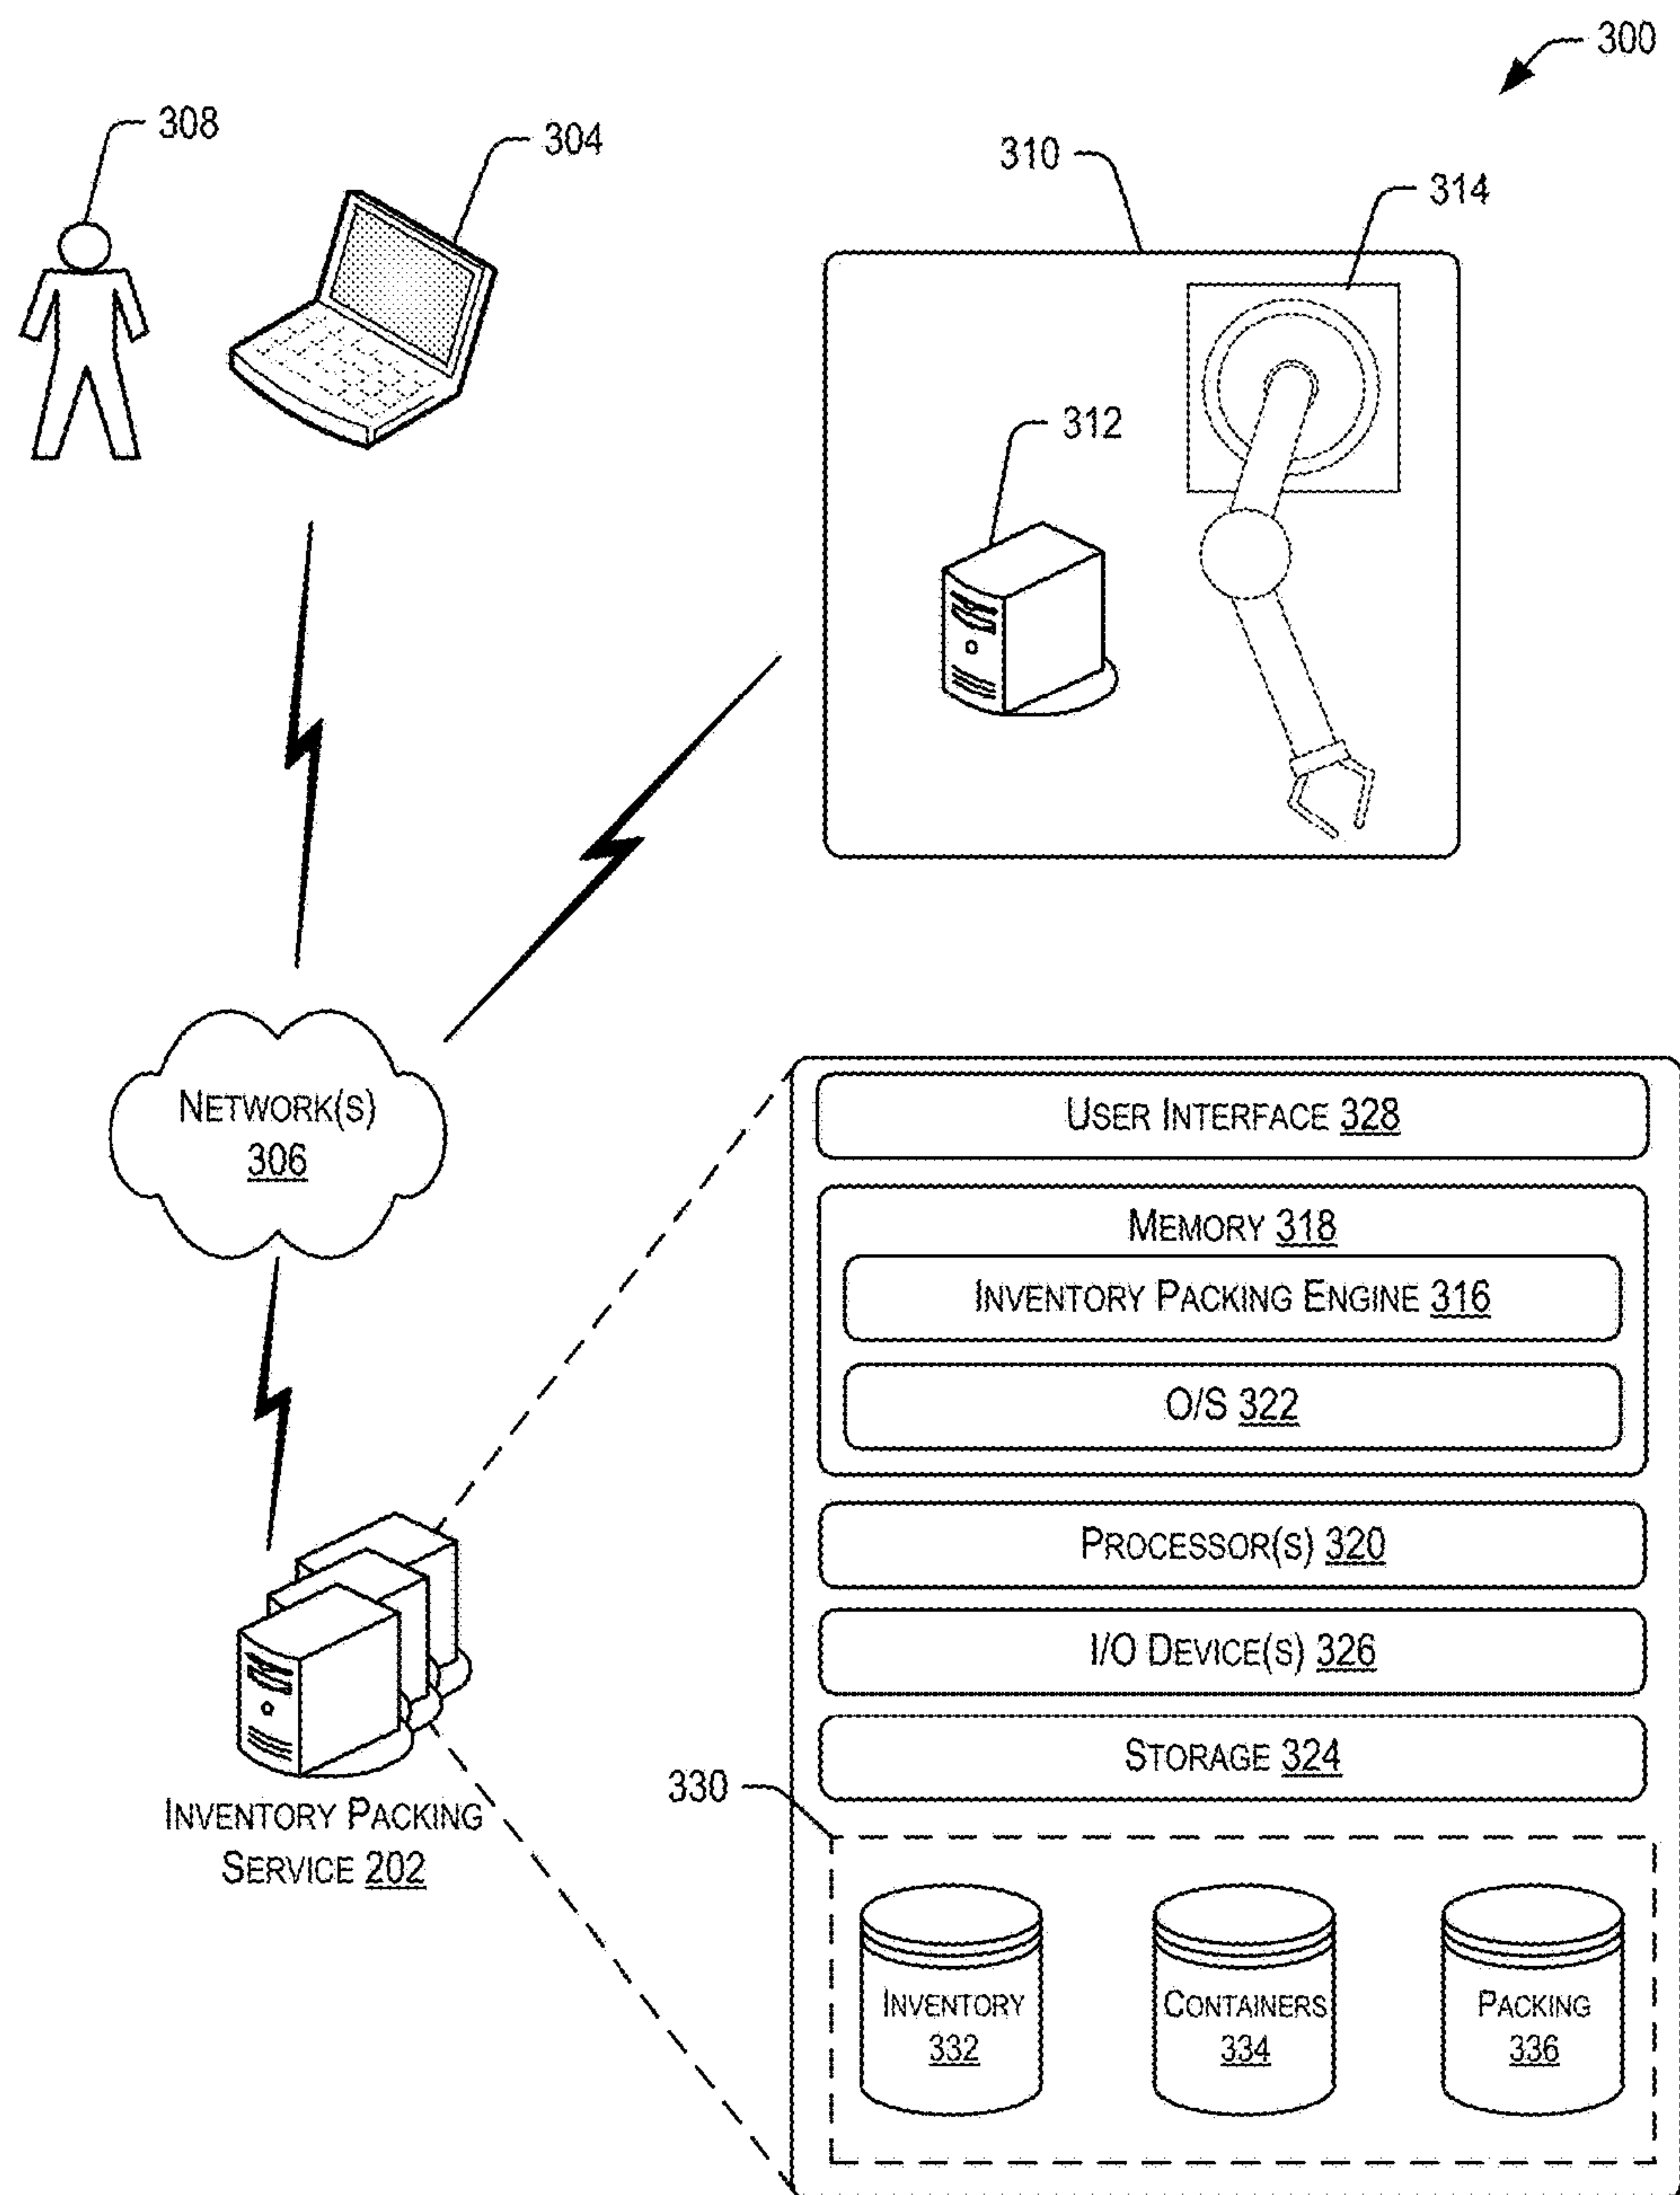 300
308
304
310
314
312
NETWORK(S)
306
USER INTERFACE 328
MEMORY 318
INVENTORY PACKING ENGINE 316
O/S 322
PROCESSOR(S) 320
I/O DEVICE(S) 326
STORAGE 324
330
INVENTORY PACKING
SERVICE 202
INVENTORY
332
CONTAINERS
334
PACKING
336